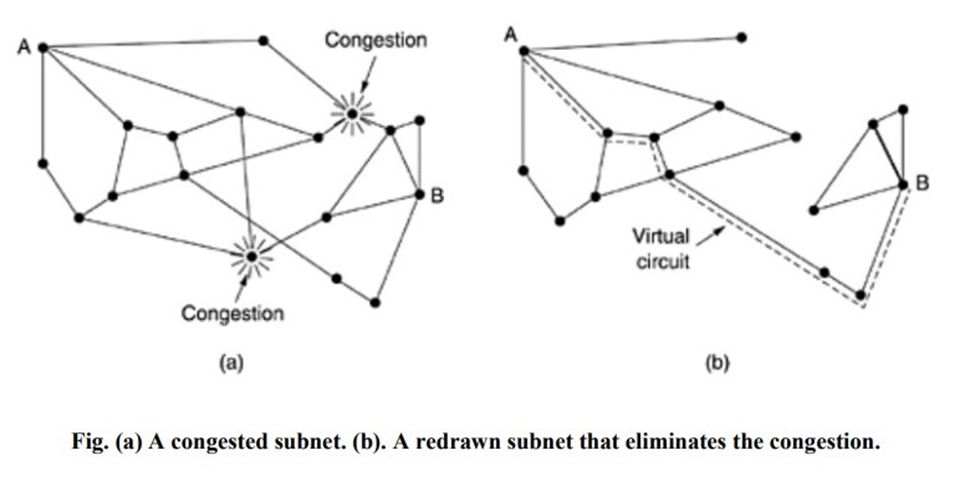 A
Congestion
B
Congestion
(a)
A
B
Virtual
circuit
(b)
Fig. (a) A congested subnet. (b). A redrawn subnet that eliminates the congestion.